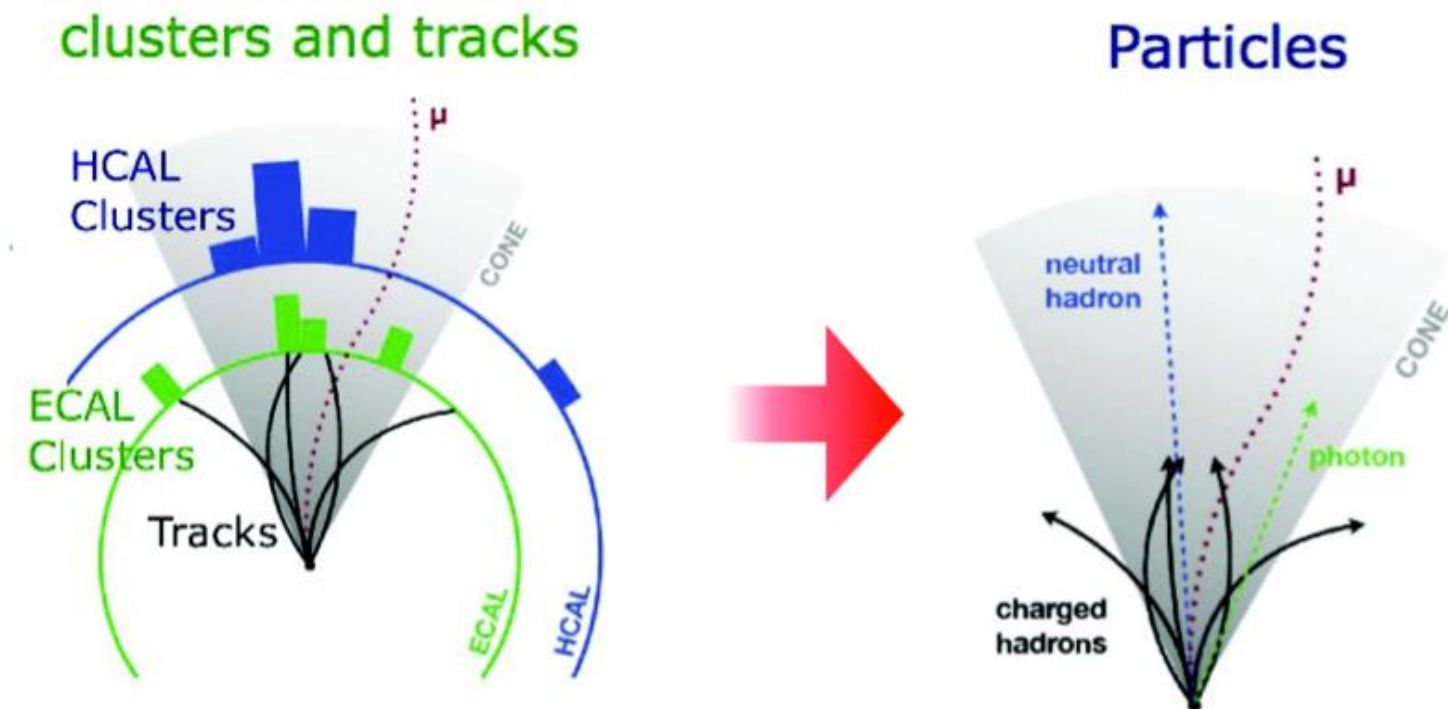 clusters and tracks
μ
HCAL
Clusters
CONE
ECAL
Clusters
Tracks
ECAL
HCAL
Particles
μ
neutral
hadron
CONE
photon
charged
hadrons